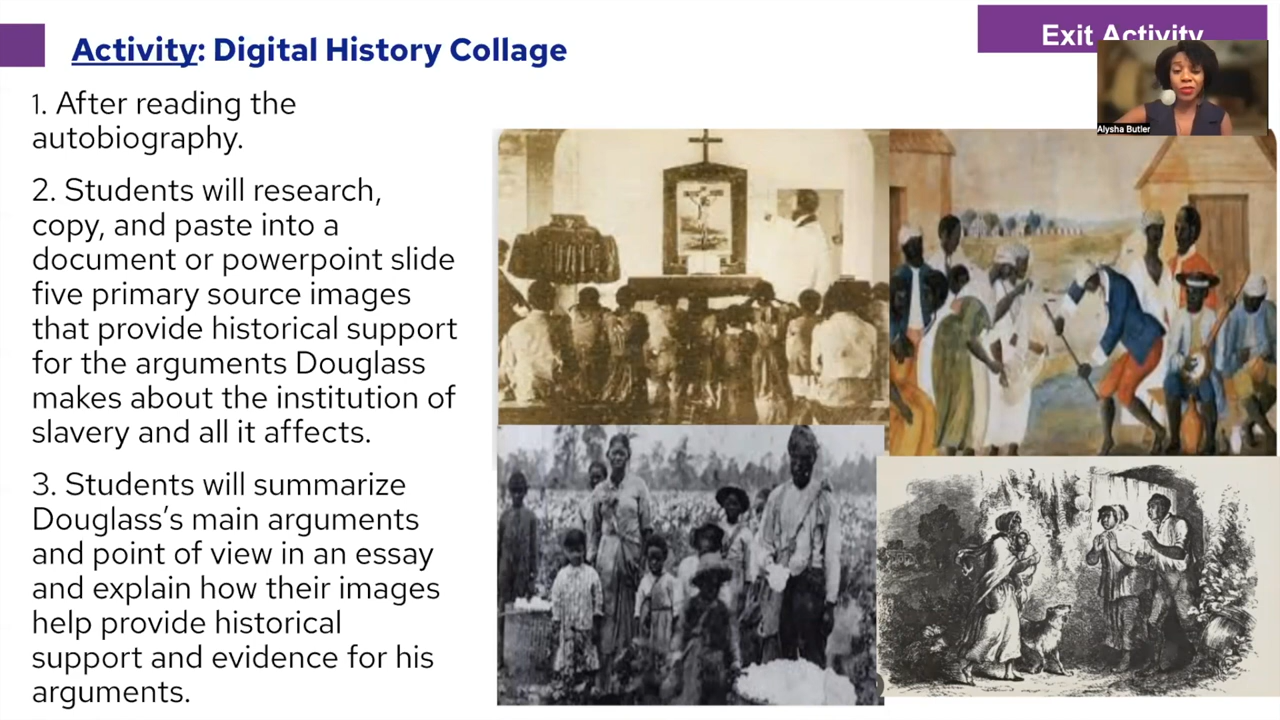 Activity: Digital History Collage
Exit Activity
Alysha Butler
1. After reading the
autobiography.
2. Students will research,
copy, and paste into a
document or powerpoint slide
five primary source images
that provide historical support
for the arguments Douglass
makes about the institution of
slavery and all it affects.
3. Students will summarize
Douglass’s main arguments
and point of view in an essay
and explain how their images
help provide historical
support and evidence for his
arguments.